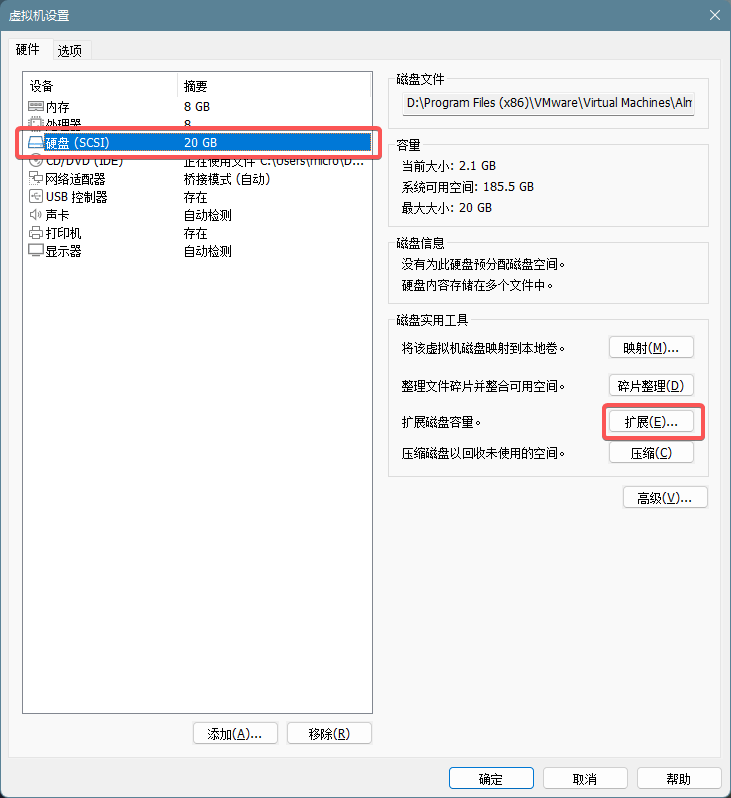 虚拟机设置
硬件 选项
设备 摘要
内存 8 GB
处理器 8
硬盘 (SCSI) 20 GB
CD/DVD (IDE) 正在使用文件 C:\Users\micro\D...
网络适配器 桥接模式 (自动)
USB 控制器 存在
声卡 自动检测
打印机 存在
显示器 自动检测
添加(A)... 移除(R)
磁盘文件
D:\Program Files (x86)\VMware\Virtual Machines\Alm
容量
当前大小: 2.1 GB
系统可用空间: 185.5 GB
最大大小: 20 GB
磁盘信息
没有为此硬盘预分配磁盘空间。
硬盘内容存储在多个文件中。
磁盘实用工具
将该虚拟机磁盘映射到本地卷。 映射(M)...
整理文件碎片并整合可用空间。 碎片整理(D)
扩展磁盘容量。 扩展(E)...
压缩磁盘以回收未使用的空间。 压缩(C)
高级(V)...
确定 取消 帮助